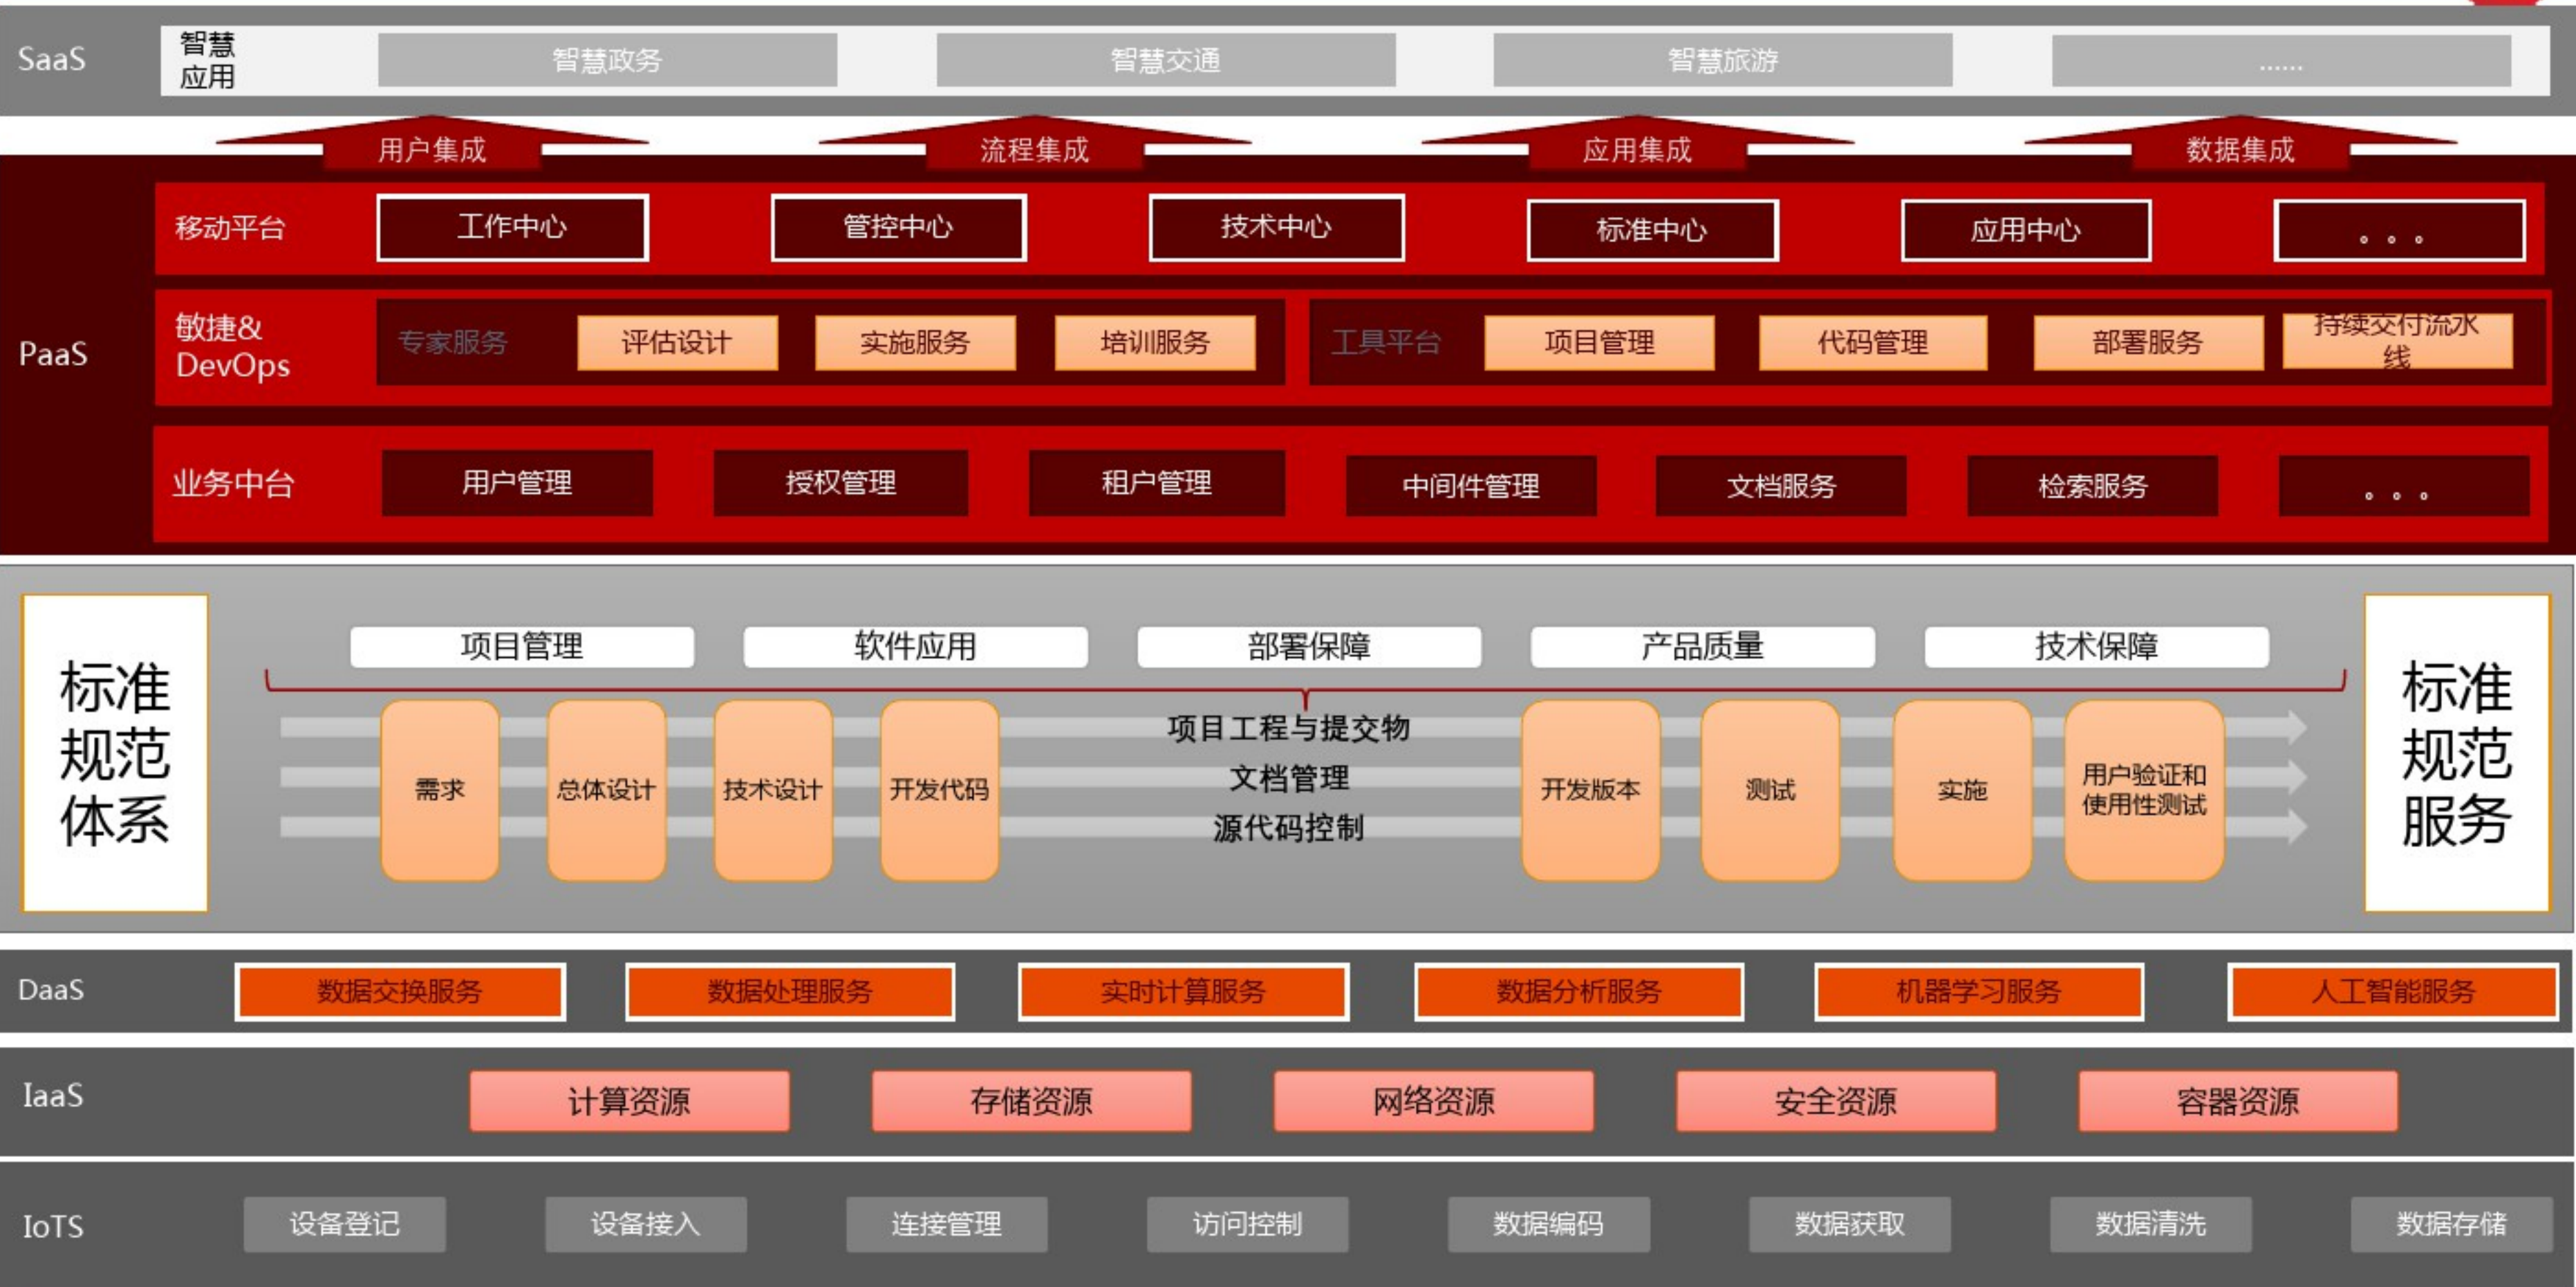 SaaS
智慧
应用
智慧政务
智慧交通
智慧旅游
......
用户集成
流程集成
应用集成
数据集成
PaaS
移动平台
工作中心
管控中心
技术中心
标准中心
应用中心
。。。
敏捷&
DevOps
专家服务
评估设计
实施服务
培训服务
工具平台
项目管理
代码管理
部署服务
持续交付流水
线
业务中台
用户管理
授权管理
租户管理
中间件管理
文档服务
检索服务
。。。
标准
规范
体系
项目管理
软件应用
部署保障
产品质量
技术保障
需求
总体设计
技术设计
开发代码
项目工程与提交物
文档管理
源代码控制
开发版本
测试
实施
用户验证和
使用性测试
标准
规范
服务
DaaS
数据交换服务
数据处理服务
实时计算服务
数据分析服务
机器学习服务
人工智能服务
IaaS
计算资源
存储资源
网络资源
安全资源
容器资源
IoTS
设备登记
设备接入
连接管理
访问控制
数据编码
数据获取
数据清洗
数据存储